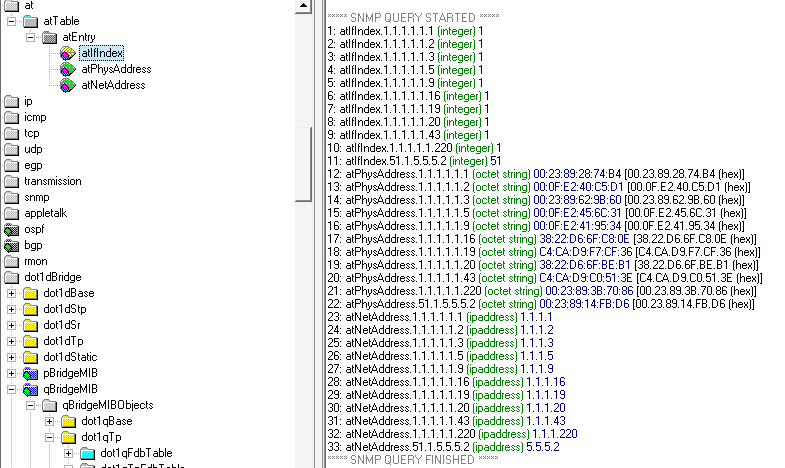 at
atTable
atEntry
atIfIndex
atPhysAddress
atNetAddress
ip
icmp
tcp
udp
egp
transmission
snmp
appletalk
ospf
bgp
rmon
dot1dBridge
dot1dBase
dot1dStp
dot1dSr
dot1dTp
dot1dStatic
pBridgeMIB
qBridgeMIB
qBridgeMIBObjects
dot1qBase
dot1qTp
dot1qFdbTable
dot1qTpFdbTable
***** SNMP QUERY STARTED *****
1: atIfIndex.1.1.1.1.1.1 (integer) 1
2: atIfIndex.1.1.1.1.1.2 (integer) 1
3: atIfIndex.1.1.1.1.1.3 (integer) 1
4: atIfIndex.1.1.1.1.1.5 (integer) 1
5: atIfIndex.1.1.1.1.1.9 (integer) 1
6: atIfIndex.1.1.1.1.1.16 (integer) 1
7: atIfIndex.1.1.1.1.1.19 (integer) 1
8: atIfIndex.1.1.1.1.1.20 (integer) 1
9: atIfIndex.1.1.1.1.1.43 (integer) 1
10: atIfIndex.1.1.1.1.1.220 (integer) 1
11: atIfIndex.51.1.5.5.5.2 (integer) 51
12: atPhysAddress.1.1.1.1.1.1 (octet string) 00:23:89:28:74:B4 [00.23.89.28.74.B4 (hex)]
13: atPhysAddress.1.1.1.1.1.2 (octet string) 00:0F:E2:40:C5:D1 [00.0F.E2.40.C5.D1 (hex)]
14: atPhysAddress.1.1.1.1.1.3 (octet string) 00:23:89:62:9B:60 [00.23.89.62.9B.60 (hex)]
15: atPhysAddress.1.1.1.1.1.5 (octet string) 00:0F:E2:45:6C:31 [00.0F.E2.45.6C.31 (hex)]
16: atPhysAddress.1.1.1.1.1.9 (octet string) 00:0F:E2:41:95:34 [00.0F.E2.41.95.34 (hex)]
17: atPhysAddress.1.1.1.1.1.16 (octet string) 38:22:D6:6F:C8:0E [38.22.D6.6F.C8.0E (hex)]
18: atPhysAddress.1.1.1.1.1.19 (octet string) C4:CA:D9:F7:CF:36 [C4.CA.D9.F7.CF.36 (hex)]
19: atPhysAddress.1.1.1.1.1.20 (octet string) 38:22:D6:6F:BE:B1 [38.22.D6.6F.BE.B1 (hex)]
20: atPhysAddress.1.1.1.1.1.43 (octet string) C4:CA:D9:C0:51:3E [C4.CA.D9.C0.51.3E (hex)]
21: atPhysAddress.1.1.1.1.1.220 (octet string) 00:23:89:3B:70:86 [00.23.89.3B.70.86 (hex)]
22: atPhysAddress.51.1.5.5.5.2 (octet string) 00:23:89:14:FB:D6 [00.23.89.14.FB.D6 (hex)]
23: atNetAddress.1.1.1.1.1.1 (ipaddress) 1.1.1.1
24: atNetAddress.1.1.1.1.1.2 (ipaddress) 1.1.1.2
25: atNetAddress.1.1.1.1.1.3 (ipaddress) 1.1.1.3
26: atNetAddress.1.1.1.1.1.5 (ipaddress) 1.1.1.5
27: atNetAddress.1.1.1.1.1.9 (ipaddress) 1.1.1.9
28: atNetAddress.1.1.1.1.1.16 (ipaddress) 1.1.1.16
29: atNetAddress.1.1.1.1.1.19 (ipaddress) 1.1.1.19
30: atNetAddress.1.1.1.1.1.20 (ipaddress) 1.1.1.20
31: atNetAddress.1.1.1.1.1.43 (ipaddress) 1.1.1.43
32: atNetAddress.1.1.1.1.1.220 (ipaddress) 1.1.1.220
33: atNetAddress.51.1.5.5.5.2 (ipaddress) 5.5.5.2
***** SNMP QUERY FINISHED *****